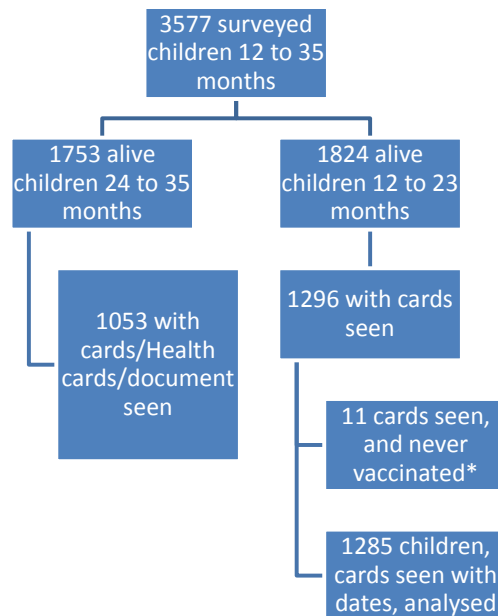 3577 surveyed
children 12 to 35
months
1753 alive
children 24 to 35
months
1824 alive
children 12 to 23
months
1053 with
cards/Health
cards/document
seen
1296 with cards
seen
11 cards seen,
and never
vaccinated*
1285 children,
cards seen with
dates, analysed